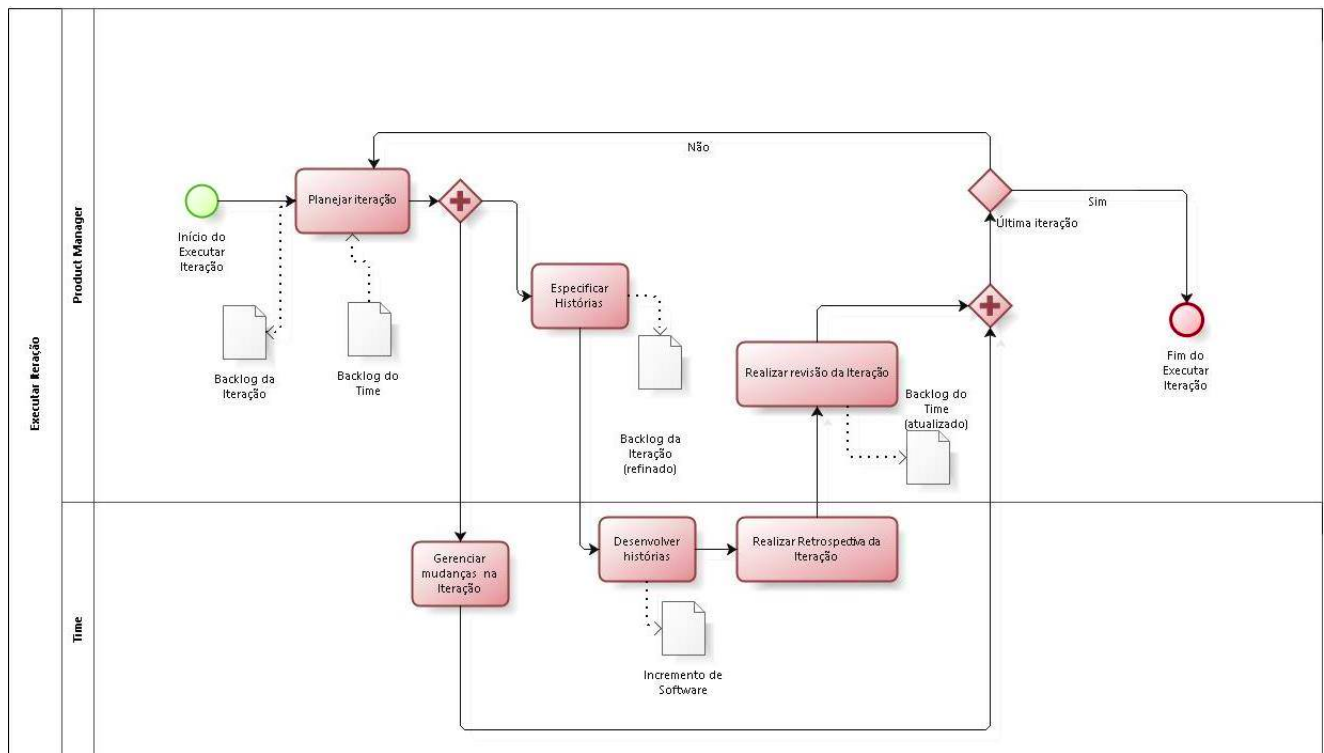 Executar Iteração
Product Manager
Time
Não
Planejar iteração
Início do
Executar
Iteração
Sim
Última iteração
Especificar
Histórias
Backlog da
Iteração
Backlog do
Time
Realizar revisão da Iteração
Fim do
Executar
Iteração
Backlog do
Time
(atualizado)
Backlog da
Iteração
(refinado)
Desenvolver
histórias
Realizar Retrospectiva da
Iteração
Gerenciar
mudanças na
Iteração
Incremento de
Software